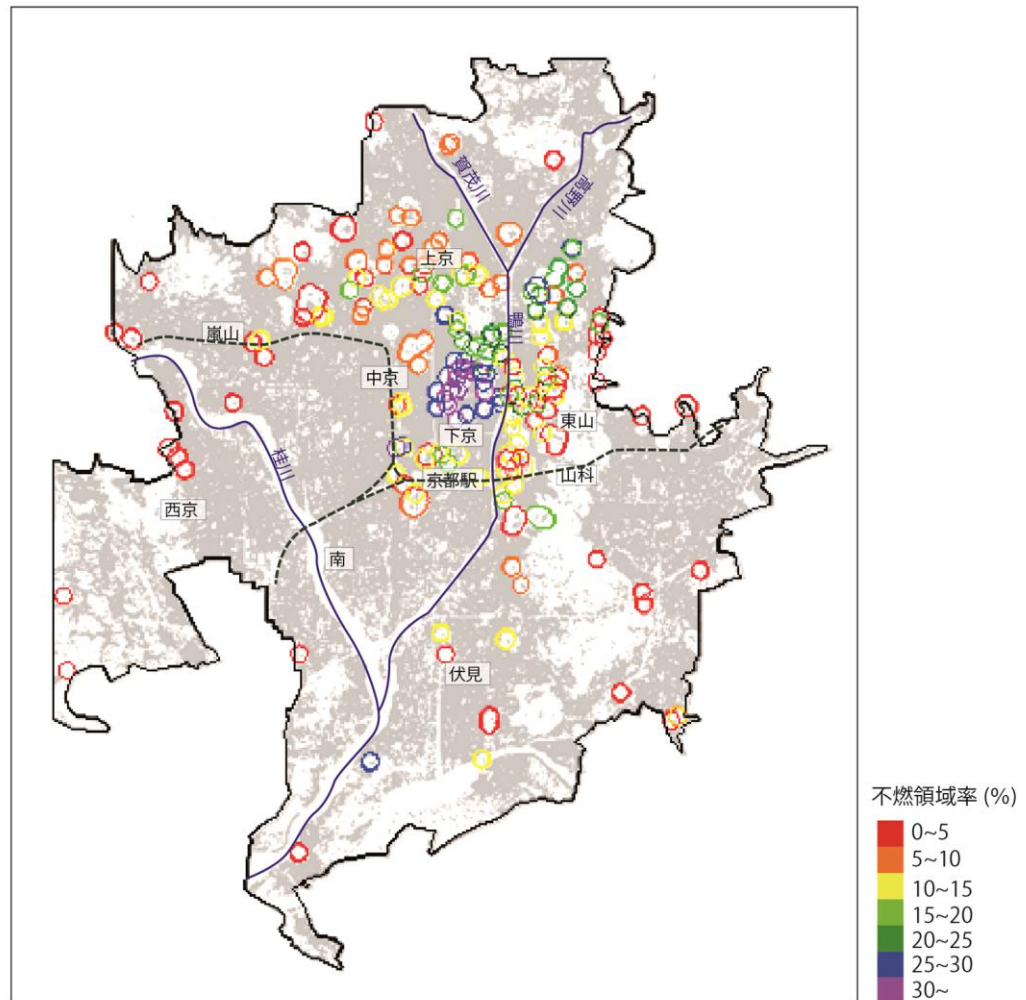 賀茂川
高野川
上京
鴨川
嵐山
中京
東山
下京
京都駅
山科
桂川
西京
南
伏見
不燃領域率 (%)
0~5
5~10
10~15
15~20
20~25
25~30
30~